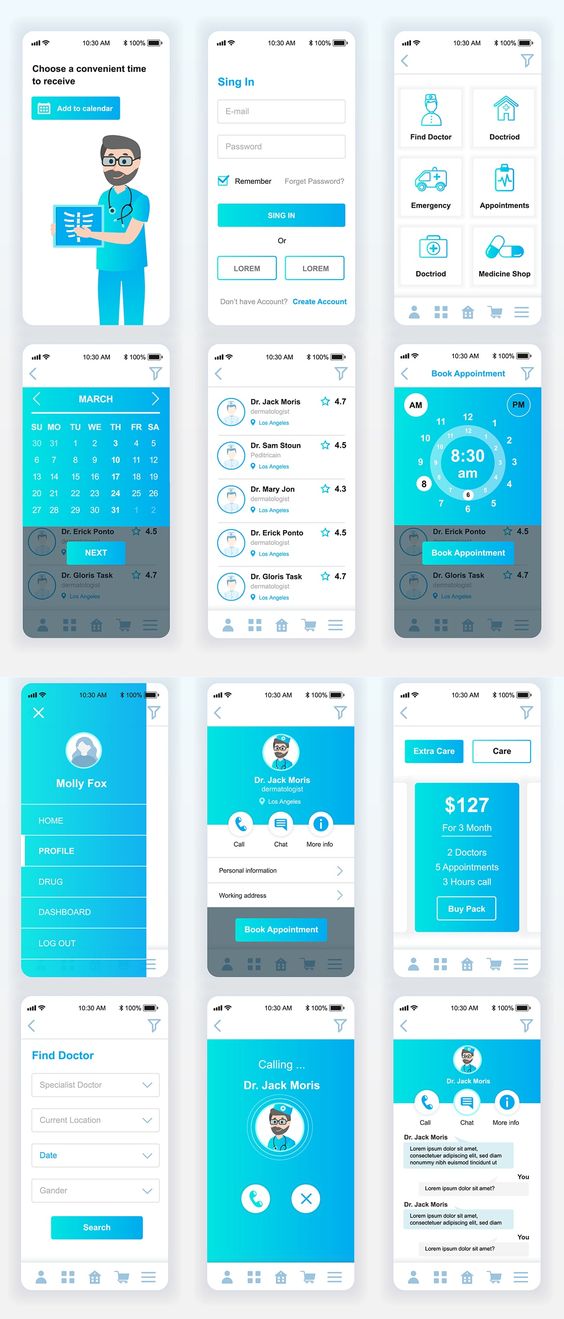 10:30 AM 100%
Choose a convenient time
to receive
Add to calendar
10:30 AM 100%
Sing In
E-mail
Password
Remember Forget Password?
SING IN
Or
LOREM LOREM
Don't have Account? Create Account
10:30 AM 100%
Find Doctor Doctriod
Emergency Appointments
Doctriod Medicine Shop
10:30 AM 100%
MARCH
SU MO TU WE TH FR SA
30 31 1 2 3 4 5
6 7 8 9 10 11 12
13 14 15 16 17 18 19
20 21 22 23 24 25 26
27 28 29 30 31 1 2
Dr. Erick Ponto 4.5
NEXT
Dr. Gloris Task 4.7
dermatologist
Los Angeles
10:30 AM 100%
Dr. Jack Moris 4.7
dermatologist
Los Angeles
Dr. Sam Stoun 4.5
Peditricain
Los Angeles
Dr. Mary Jon 4.3
dermatologist
Los Angeles
Dr. Erick Ponto 4.5
dermatologist
Los Angeles
Dr. Gloris Task 4.7
dermatologist
Los Angeles
10:30 AM 100%
Book Appointment
AM PM
12 1 2 3 4 5 6 7 8 9 10 11
12 1 2 3 4 5 6 7 8 9 10 11
8:30
am
Dr. Erick Ponto 4.5
Book Appointment
Dr. Gloris Task 4.7
dermatologist
Los Angeles
10:30 AM 100%
Molly Fox
HOME
PROFILE
DRUG
DASHBOARD
LOG OUT
10:30 AM 100%
Dr. Jack Moris
dermatologist
Los Angeles
Call Chat More info
Personal information
Working address
Book Appointment
10:30 AM 100%
Extra Care Care
$127
For 3 Month
2 Doctors
5 Appointments
3 Hours call
Buy Pack
10:30 AM 100%
Find Doctor
Specialist Doctor
Current Location
Date
Gander
Search
10:30 AM 100%
Calling ...
Dr. Jack Moris
10:30 AM 100%
Dr. Jack Moris
Call Chat More info
Dr. Jack Moris
Lorem ipsum dolor sit amet,
consectetuer adipiscing elit, sed diam
nonummy nibh euismod tincidunt ut
You
Lorem ipsum dolor sit amet?
Dr. Jack Moris
Lorem ipsum dolor sit amet,
consectetuer adipiscing elit, sed diam
You
Lorem ipsum dolor sit amet?